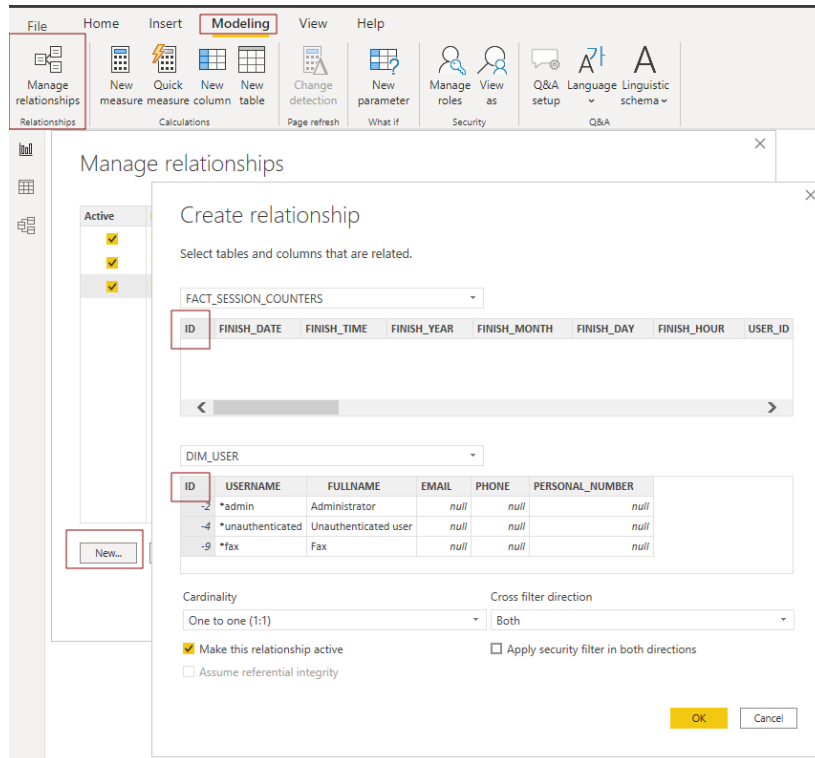 File Home Insert Modeling View Help
Manage relationships
New measure
Quick measure
New column
New table
Change detection
New parameter
Manage roles
View as
Q&A setup
Language
Linguistic schema
Relationships Calculations Page refresh What if Security Q&A
Manage relationships
Active
New...
Create relationship
Select tables and columns that are related.
FACT_SESSION_COUNTERS
ID FINISH_DATE FINISH_TIME FINISH_YEAR FINISH_MONTH FINISH_DAY FINISH_HOUR USER_ID
DIM_USER
ID USERNAME FULLNAME EMAIL PHONE PERSONAL_NUMBER
-2 *admin Administrator null null null
-4 *unauthenticated Unauthenticated user null null null
-9 *fax Fax null null null
Cardinality Cross filter direction
One to one (1:1) Both
Make this relationship active Apply security filter in both directions
Assume referential integrity
OK Cancel